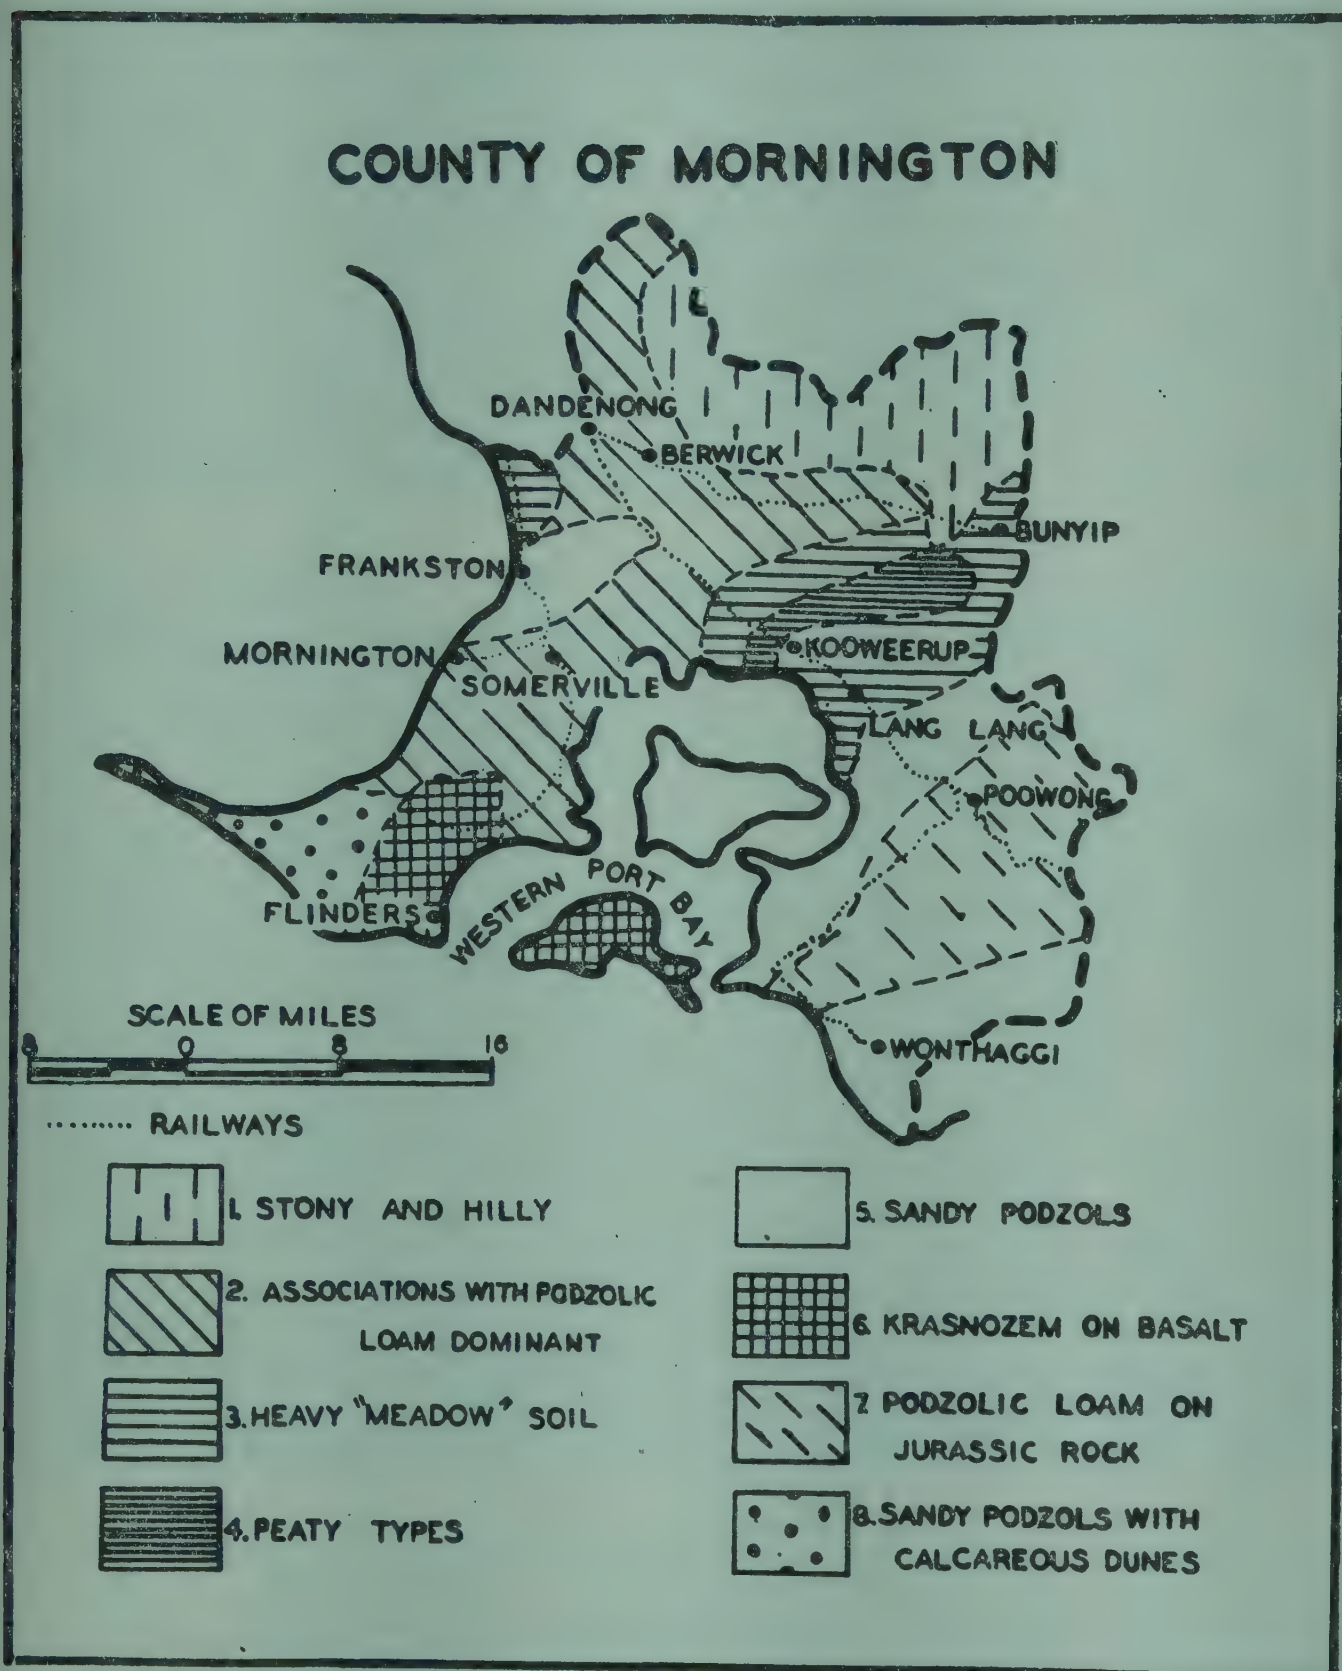 COUNTY OF MORNINGTON
DANDENONG
BERWICK
BUNYIP
FRANKSTON
MORNINGTON
KOOWEERUP
SOMERVILLE
LANG LANG
POOWONG
WESTERN PORT BAY
FLINDERS
WONTHAGGI
SCALE OF MILES
8 0 8 16
RAILWAYS
1. STONY AND HILLY
2. ASSOCIATIONS WITH PODZOLIC
LOAM DOMINANT
3. HEAVY "MEADOW" SOIL
4. PEATY TYPES
5. SANDY PODZOLS
6. KRASNOZEM ON BASALT
7. PODZOLIC LOAM ON
JURASSIC ROCK
8. SANDY PODZOLS WITH
CALCAREOUS DUNES